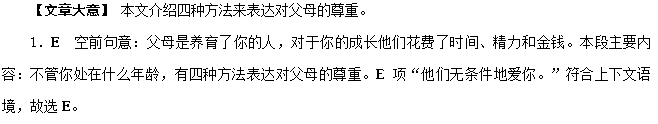 【文章大意】 本文介绍四种方法来表达对父母的尊重。
1．E 空前句意：父母是养育了你的人，对于你的成长他们花费了时间、精力和金钱。本段主要内
容：不管你处在什么年龄，有四种方法表达对父母的尊重。E 项“他们无条件地爱你。”符合上下文语
境，故选 E。